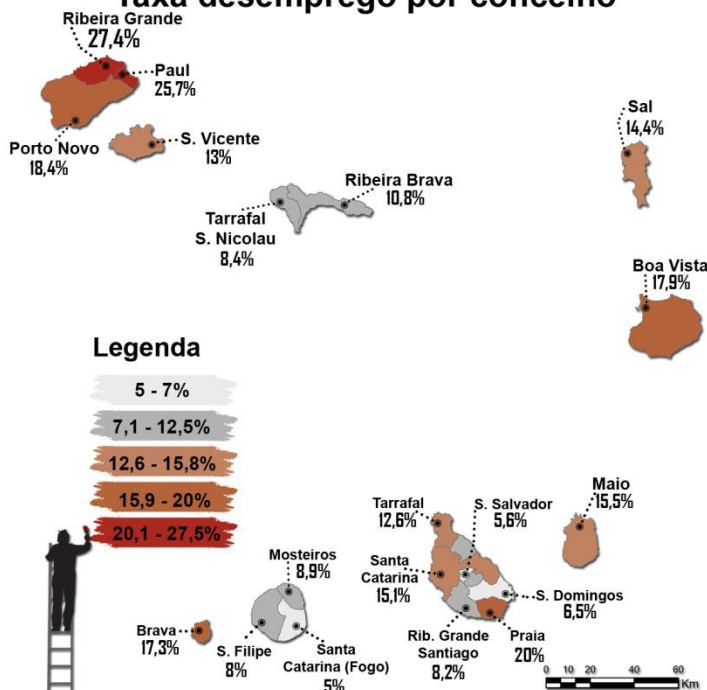 Taxa desemprego por concelho
Ribeira Grande
27,4%
Paul
25,7%
Porto Novo
18,4%
S. Vicente
13%
Sal
14,4%
Ribeira Brava
10,8%
Tarrafal
S. Nicolau
8,4%
Boa Vista
17,9%
Legenda
5 - 7%
7,1 - 12,5%
12,6 - 15,8%
15,9 - 20%
20,1 - 27,5%
Maio
15,5%
Tarrafal
12,6%
S. Salvador
5,6%
Mosteiros
8,9%
Santa
Catarina
15,1%
S. Domingos
6,5%
Brava
17,3%
S. Filipe
8%
Santa
Catarina (Fogo)
5%
Rib. Grande
Santiago
8,2%
Praia
20%
0 10 20 40 60
Km